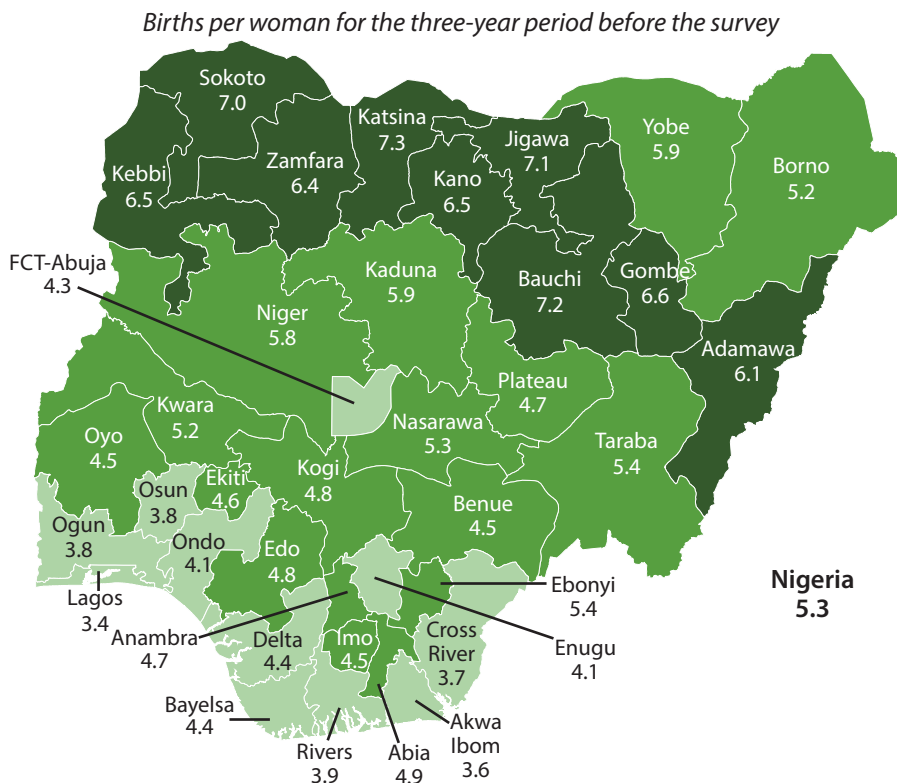 Births per woman for the three-year period before the survey
Sokoto
7.0
Katsina
7.3
Jigawa
7.1
Yobe
5.9
Borno
5.2
Kebbi
6.5
Zamfara
6.4
Kano
6.5
FCT-Abuja
4.3
Kaduna
5.9
Bauchi
7.2
Gombe
6.6
Niger
5.8
Adamawa
6.1
Plateau
4.7
Kwara
5.2
Nasarawa
5.3
Taraba
5.4
Oyo
4.5
Ekiti
4.6
Kogi
4.8
Osun
3.8
Benue
4.5
Ogun
3.8
Ondo
4.1
Edo
4.8
Lagos
3.4
Ebonyi
5.4
Nigeria
5.3
Anambra
4.7
Delta
4.4
Imo
4.5
Cross
River
3.7
Enugu
4.1
Bayelsa
4.4
Rivers
3.9
Abia
4.9
Akwa
Ibom
3.6